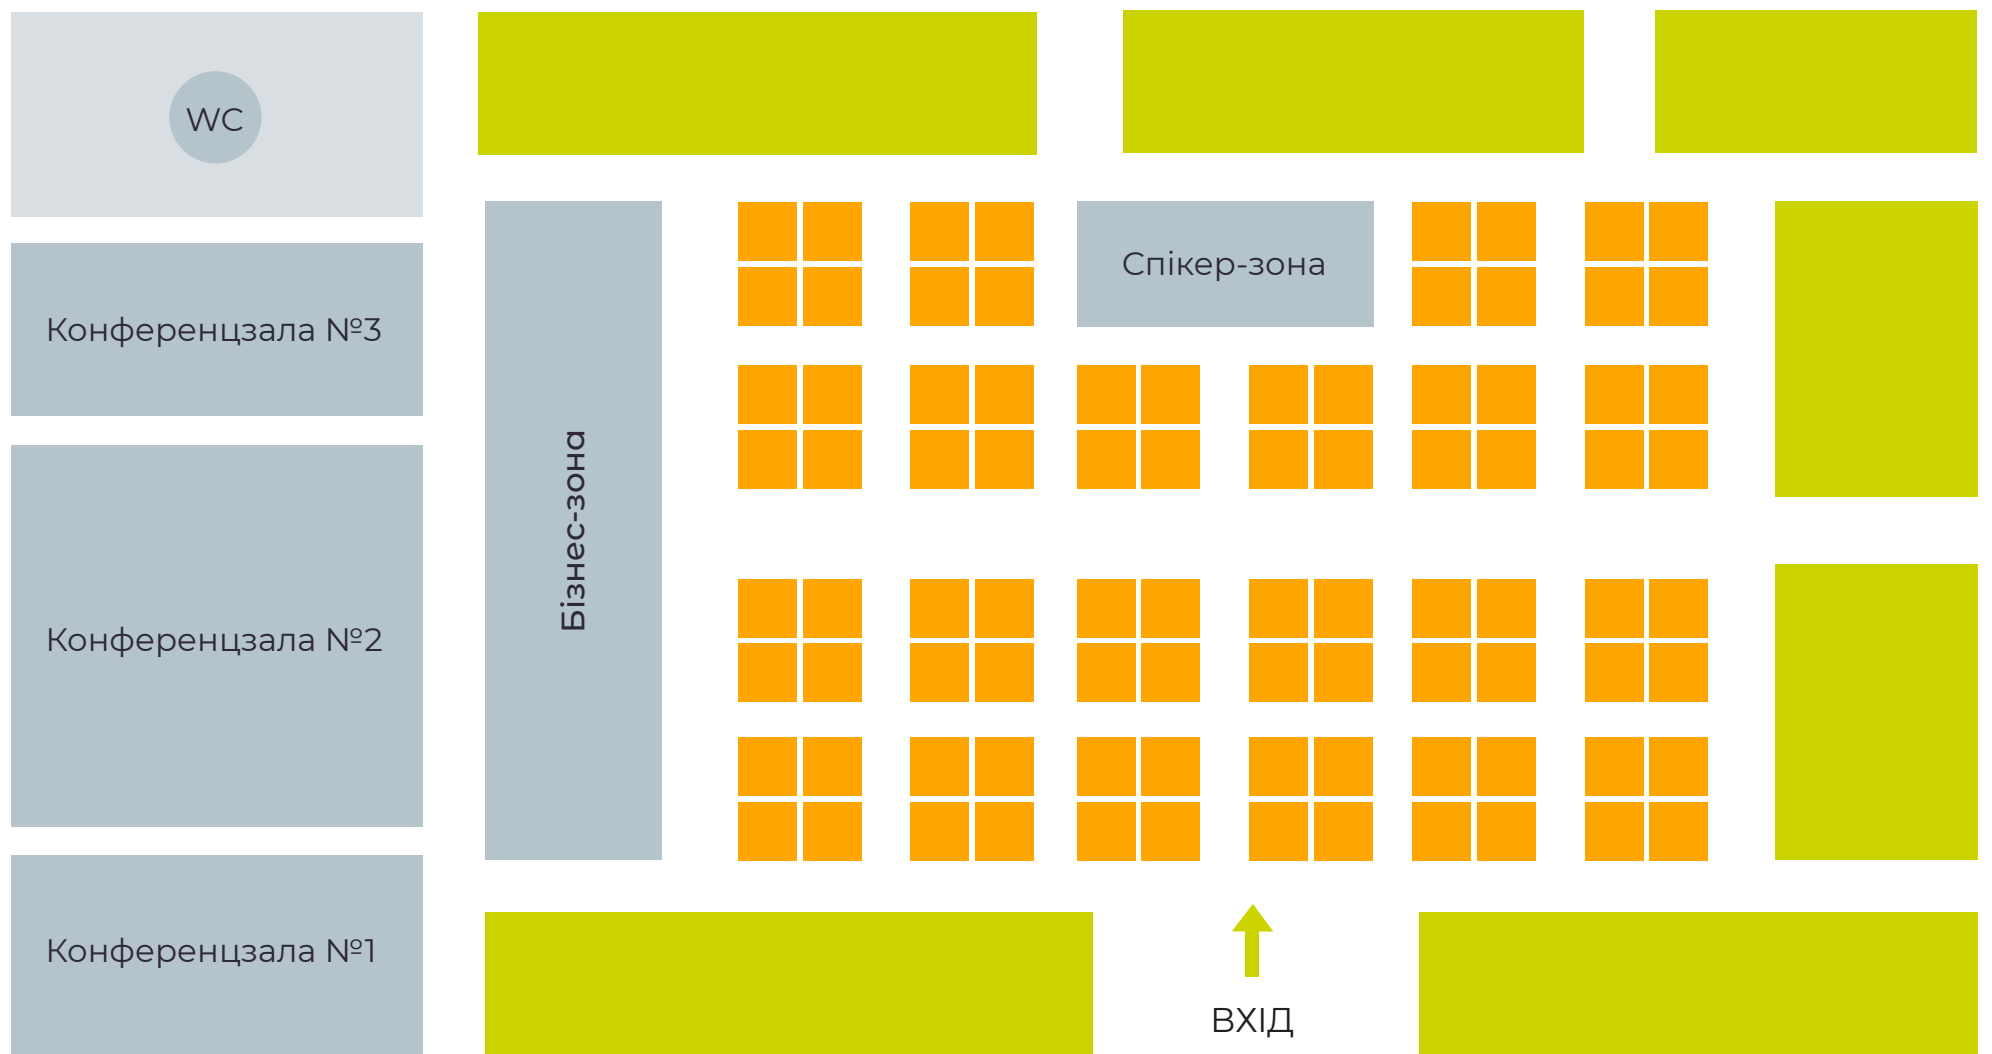 WC
Спікер-зона
Конференцзала №3
Бізнес-зона
Конференцзала №2
Конференцзала №1
ВХІД